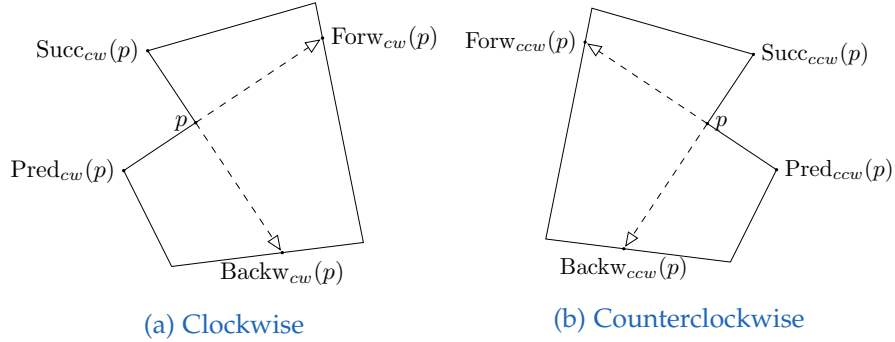 Succ_cw(p)
Forw_cw(p)
p
Pred_cw(p)
Backw_cw(p)
(a) Clockwise
Forw_ccw(p)
Succ_ccw(p)
p
Pred_ccw(p)
Backw_ccw(p)
(b) Counterclockwise